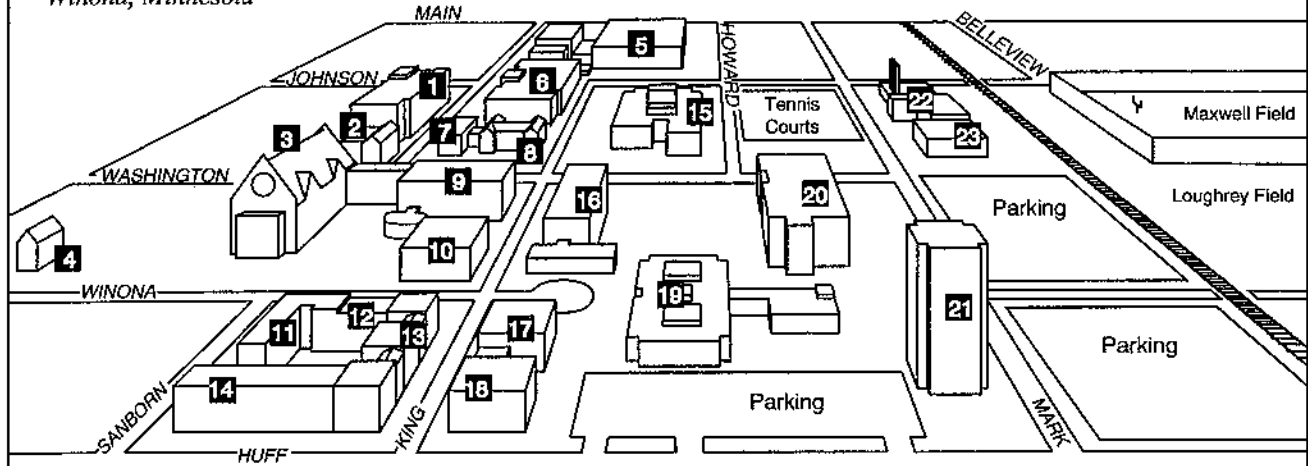 Winona, Minnesota
MAIN
5
HOWARD
BELLEVIEW
JOHNSON
1
6
22
2
7
15
Tennis
Courts
Maxwell Field
3
8
23
WASHINGTON
9
16
20
Parking
Loughrey Field
4
10
WINONA
19
21
11
12
13
17
Parking
14
18
Parking
SANBORN
KING
MARK
HUFF